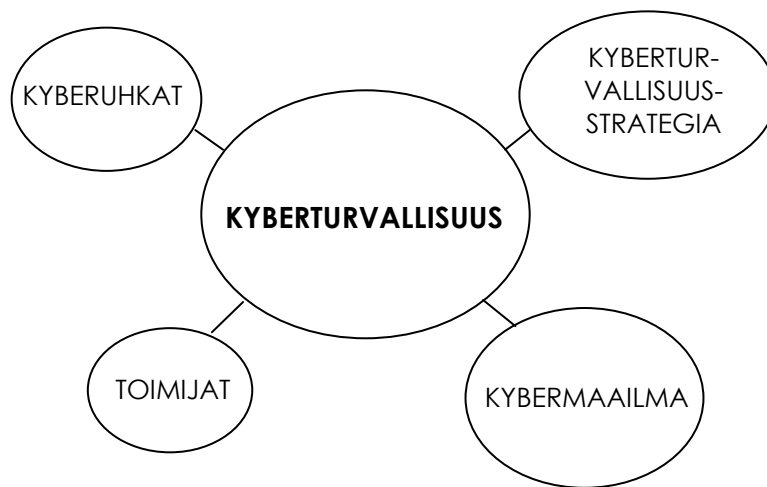 KYBERUHKAT
KYBERTUR-
VALLISUUS-
STRATEGIA
KYBERTURVALLISUUS
TOIMIJAT
KYBERMAAILMA